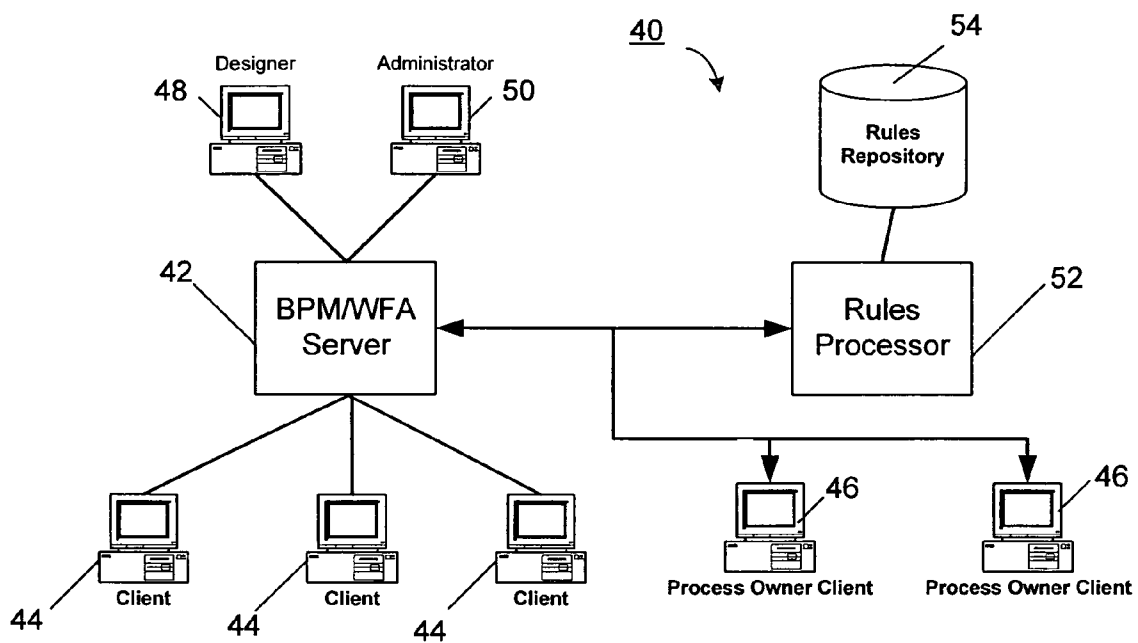 40
54
Designer
Administrator
48
50
Rules
Repository
42
BPM/WFA
Server
Rules
Processor
52
46
46
Process Owner Client
Process Owner Client
Client
Client
Client
44
44
44